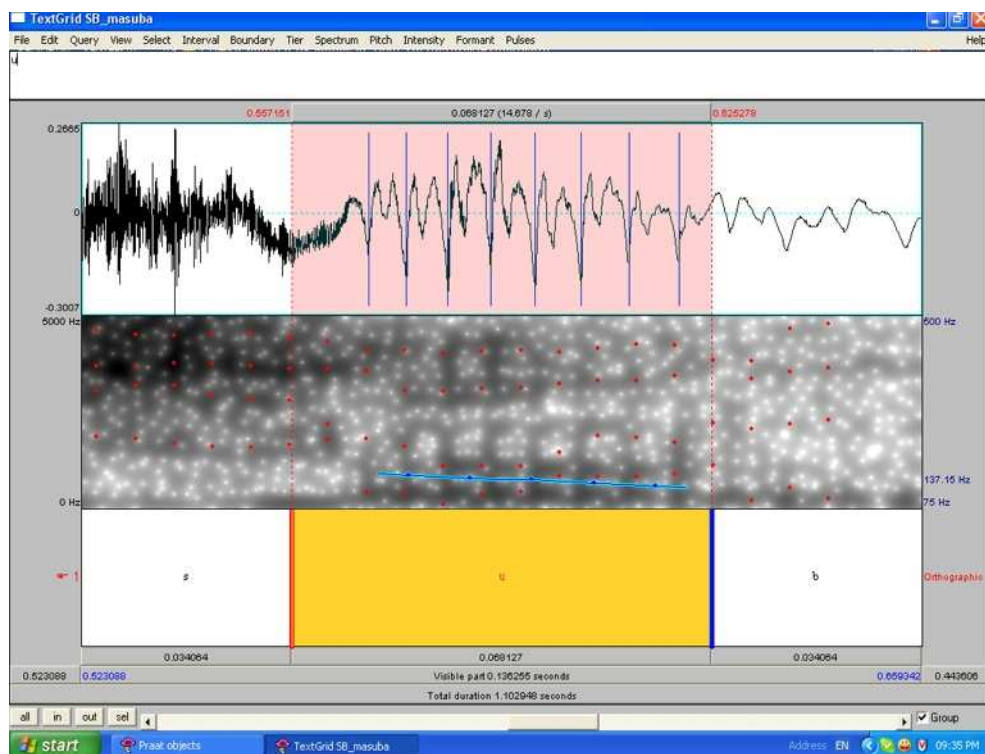 TextGrid SB_masuba
File Edit Query View Select Interval Boundary Tier Spectrum Pitch Intensity Formant Pulses Help
u
0.557151 0.068127 (14.678 / s) 0.625278
0.2665
0
-0.3007
5000 Hz 500 Hz
137.15 Hz
0 Hz 75 Hz
1 s u b Orthographic
0.034064 0.068127 0.034064
0.523088 0.523088 Visible part 0.136255 seconds 0.659342 0.443606
Total duration 1.102948 seconds
all in out sel Group
start Praat objects TextGrid SB_masuba Address EN 09:35 PM